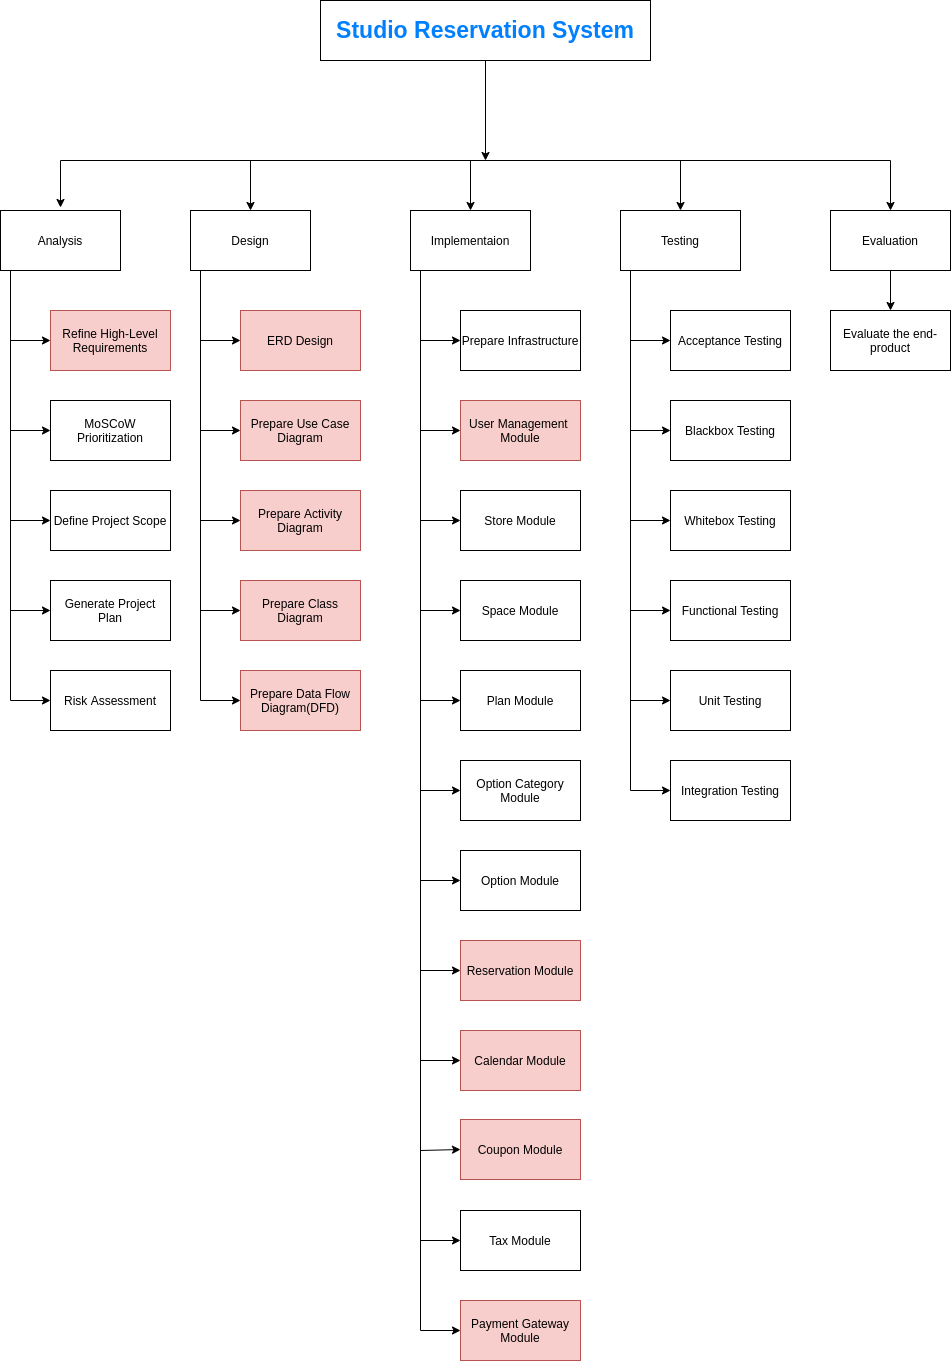 Studio Reservation System
Analysis
Design
Implementaion
Testing
Evaluation
Refine High-Level
Requirements
MoSCoW
Prioritization
Define Project Scope
Generate Project
Plan
Risk Assessment
ERD Design
Prepare Use Case
Diagram
Prepare Activity
Diagram
Prepare Class
Diagram
Prepare Data Flow
Diagram(DFD)
Prepare Infrastructure
User Management
Module
Store Module
Space Module
Plan Module
Option Category
Module
Option Module
Reservation Module
Calendar Module
Coupon Module
Tax Module
Payment Gateway
Module
Acceptance Testing
Blackbox Testing
Whitebox Testing
Functional Testing
Unit Testing
Integration Testing
Evaluate the end-
product